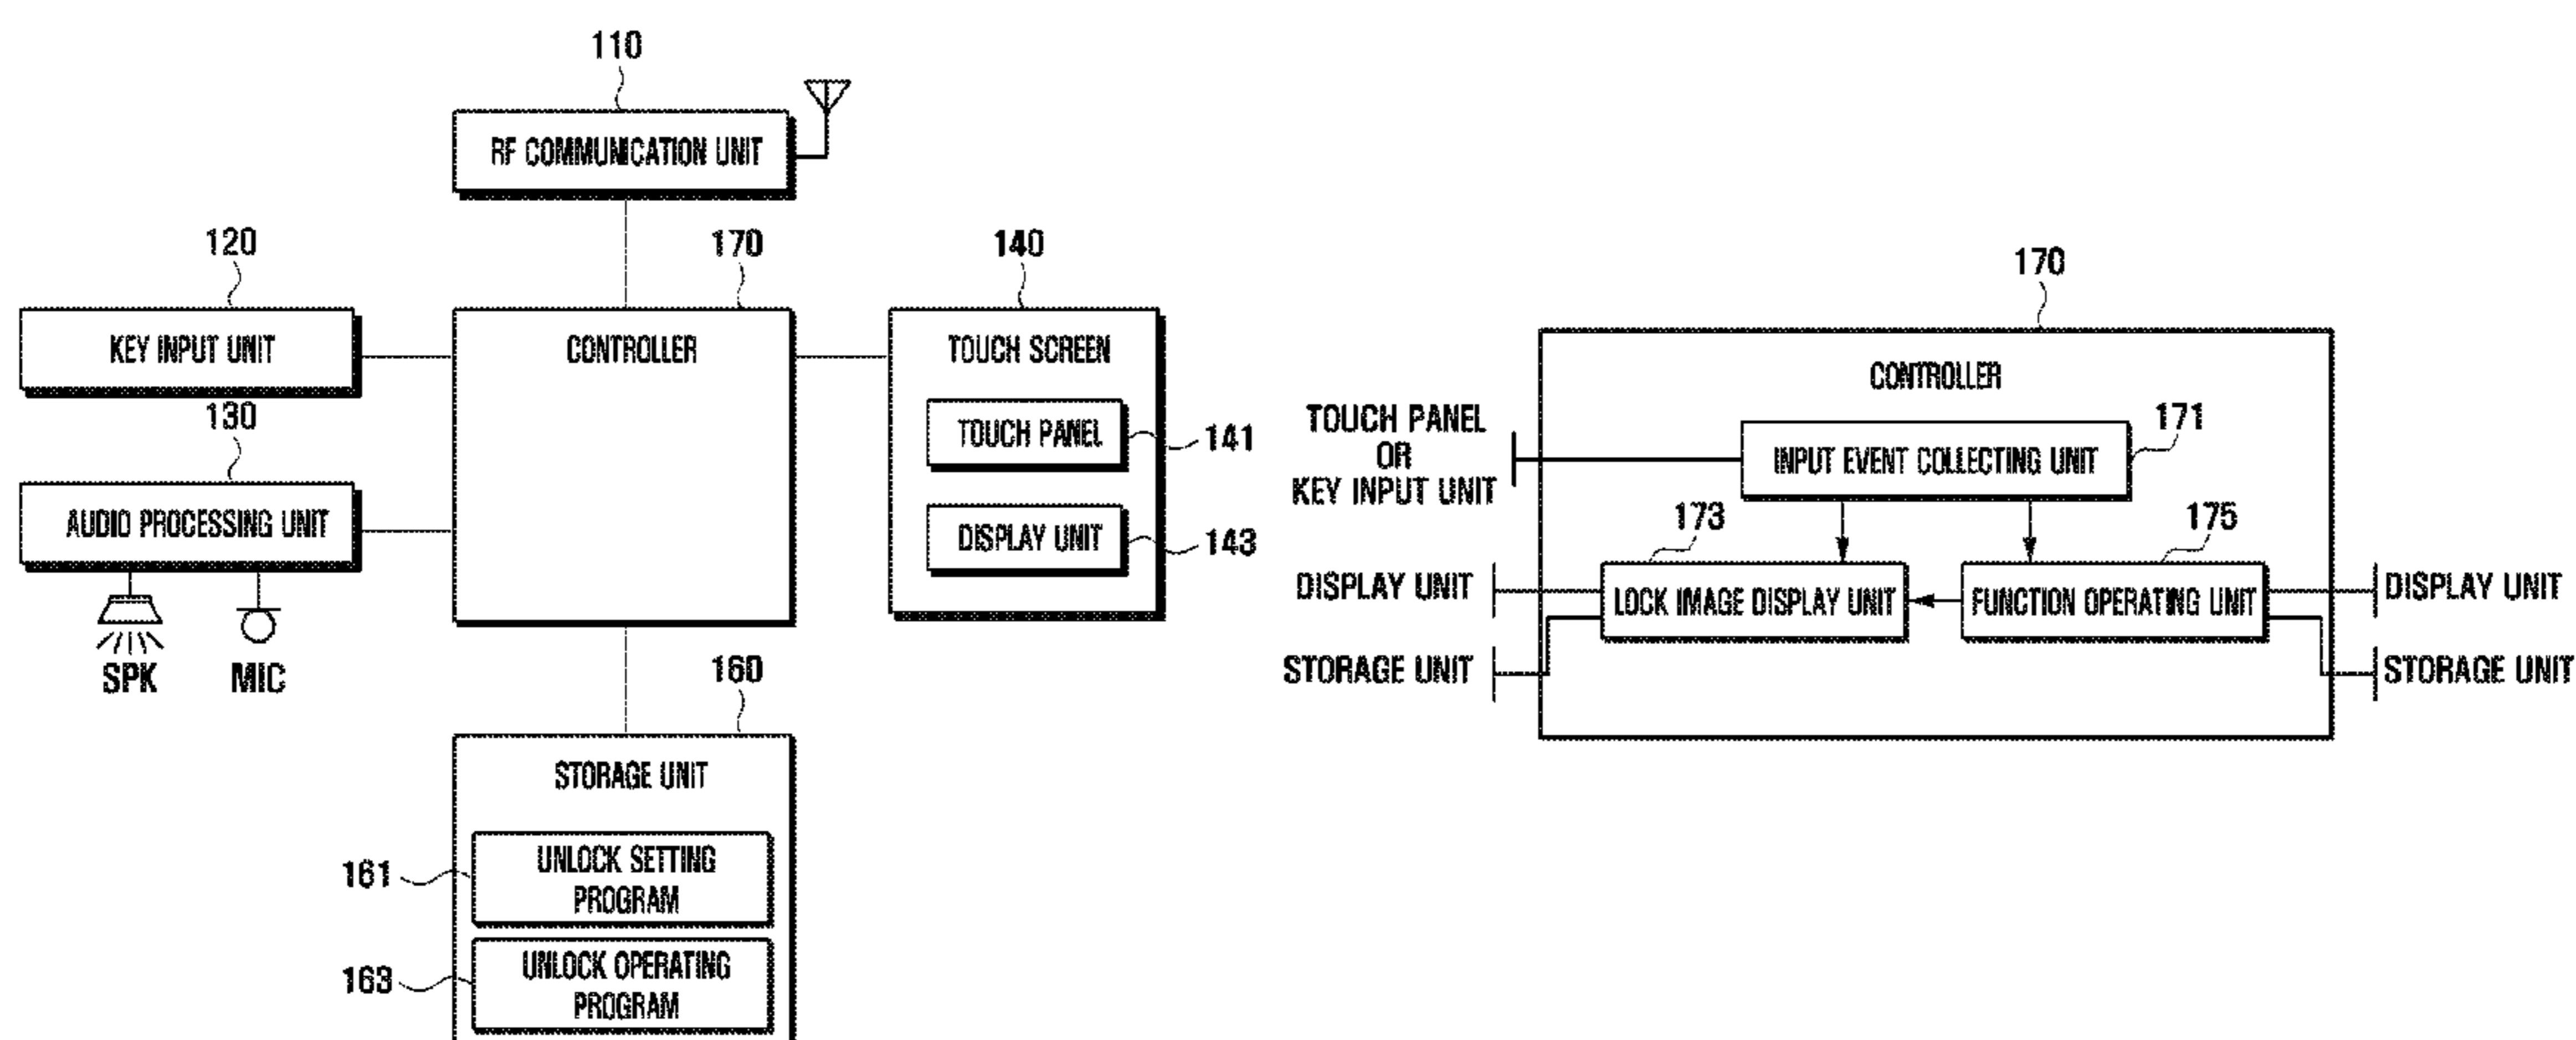 110
RF COMMUNICATION UNIT
120
170
140
KEY INPUT UNIT
CONTROLLER
TOUCH SCREEN
130
TOUCH PANEL
141
AUDIO PROCESSING UNIT
DISPLAY UNIT
143
SPK
MIC
160
STORAGE UNIT
161
UNLOCK SETTING
PROGRAM
163
UNLOCK OPERATING
PROGRAM
170
CONTROLLER
TOUCH PANEL
OR
KEY INPUT UNIT
171
INPUT EVENT COLLECTING UNIT
173
175
DISPLAY UNIT
LOCK IMAGE DISPLAY UNIT
FUNCTION OPERATING UNIT
DISPLAY UNIT
STORAGE UNIT
STORAGE UNIT